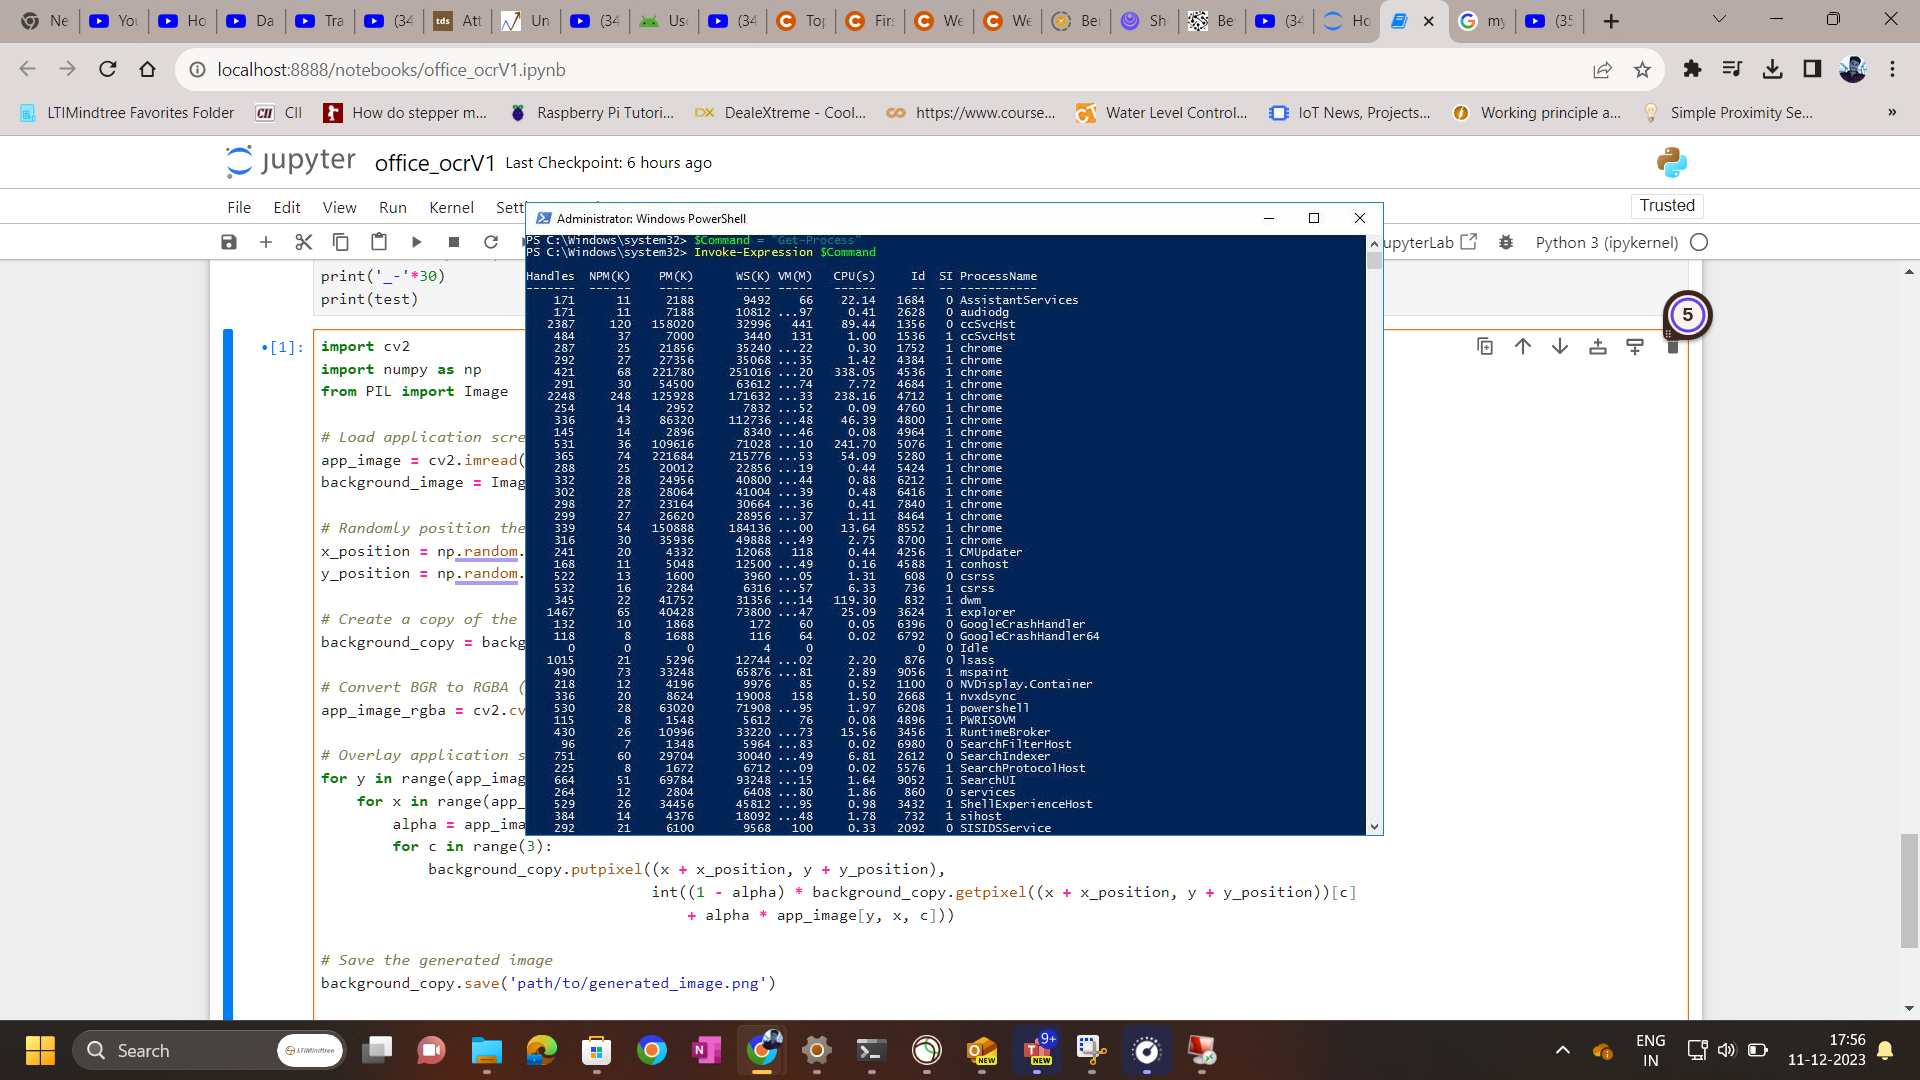 Ne
You
Ho
Da
Tra
(34
tds Att
Un
(34
Use
(34
Top
Firs
We
We
Ber
Sh
Be
(34
Ho
my
(35
localhost:8888/notebooks/office_ocrV1.ipynb
LTIMindtree Favorites Folder
CII
How do stepper m...
Raspberry Pi Tutori...
DX DealeXtreme - Cool...
https://www.course...
Water Level Control...
IoT News, Projects...
Working principle a...
Simple Proximity Se...
»
jupyter office_ocrV1 Last Checkpoint: 6 hours ago
File Edit View Run Kernel
Trusted
upyterLab
Python 3 (ipykernel)
print('_-'*30)
print(test)
5
•[1]:
import cv2
import numpy as np
from PIL import Image
# Load application scre
app_image = cv2.imread(
background_image = Imag
# Randomly position the
x_position = np.random.
y_position = np.random.
# Create a copy of the
background_copy = backg
# Convert BGR to RGBA (
app_image_rgba = cv2.cv
# Overlay application s
for y in range(app_imag
for x in range(app_
alpha = app_ima
for c in range(3):
background_copy.putpixel((x + x_position, y + y_position),
int((1 - alpha) * background_copy.getpixel((x + x_position, y + y_position))[c]
+ alpha * app_image[y, x, c]))
# Save the generated image
background_copy.save('path/to/generated_image.png')
Administrator: Windows PowerShell
PS C:\Windows\system32> $Command = "Get-Process"
PS C:\Windows\system32> Invoke-Expression $Command
Handles NPM(K) PM(K) WS(K) VM(M) CPU(s) Id SI ProcessName
------- ------ ----- ----- ----- ------ -- -- -----------
171 11 2188 9492 66 22.14 1684 0 AssistantServices
171 11 7188 10812 ...97 0.41 2628 0 audiodg
2387 120 158020 32996 441 89.44 1356 0 ccSvcHst
484 37 7000 3440 131 1.00 1536 1 ccSvcHst
287 25 21856 35240 ...22 0.30 1752 1 chrome
292 27 27356 35068 ...35 1.42 4384 1 chrome
421 68 221780 251016 ...20 338.05 4536 1 chrome
291 30 54500 63612 ...74 7.72 4684 1 chrome
2248 248 125928 171632 ...33 238.16 4712 1 chrome
254 14 2952 7832 ...52 0.09 4760 1 chrome
336 43 86320 112736 ...48 46.39 4800 1 chrome
145 14 2896 8340 ...46 0.08 4964 1 chrome
531 36 109616 71028 ...10 241.70 5076 1 chrome
365 74 221684 215776 ...53 54.09 5280 1 chrome
288 25 20012 22856 ...19 0.44 5424 1 chrome
332 28 24956 40800 ...44 0.88 6212 1 chrome
302 28 28064 41004 ...39 0.48 6416 1 chrome
298 27 23164 30664 ...36 0.41 7840 1 chrome
299 27 26620 28956 ...37 1.11 8464 1 chrome
339 54 150888 184136 ...00 13.64 8552 1 chrome
316 30 35936 49888 ...49 2.75 8700 1 chrome
241 20 4332 12068 118 0.44 4256 1 CMUpdater
168 11 5048 12500 ...49 0.16 4588 1 conhost
522 13 1600 3960 ...05 1.31 608 0 csrss
532 16 2284 6316 ...57 6.33 736 1 csrss
345 22 41752 31356 ...14 119.30 832 1 dwm
1467 65 40428 73800 ...47 25.09 3624 1 explorer
132 10 1868 172 60 0.05 6396 0 GoogleCrashHandler
118 8 1688 116 64 0.02 6792 0 GoogleCrashHandler64
0 0 0 4 0 0 0 Idle
1015 21 5296 12744 ...02 2.20 876 0 lsass
490 73 33248 65876 ...81 2.89 9056 1 mspaint
218 12 4196 9976 85 0.52 1100 0 NVDisplay.Container
336 20 8624 19008 158 1.50 2668 1 nvxdsync
530 28 63020 71908 ...95 1.97 6208 1 powershell
115 8 1548 5612 76 0.08 4896 1 PWRISOVM
430 26 10996 33220 ...73 15.56 3456 1 RuntimeBroker
96 7 1348 5964 ...83 0.02 6980 0 SearchFilterHost
751 60 29704 30040 ...49 6.81 2612 0 SearchIndexer
225 8 1672 6712 ...09 0.02 5576 1 SearchProtocolHost
664 51 69784 93248 ...15 1.64 9052 1 SearchUI
264 12 2804 6408 ...80 1.86 860 0 services
529 26 34456 45812 ...95 0.98 3432 1 ShellExperienceHost
384 14 4376 18092 ...48 1.78 732 1 sihost
292 21 6100 9568 100 0.33 2092 0 SISIDSService
Search
LTIMindtree
NEW
9+
NEW
ENG
IN
17:56
11-12-2023